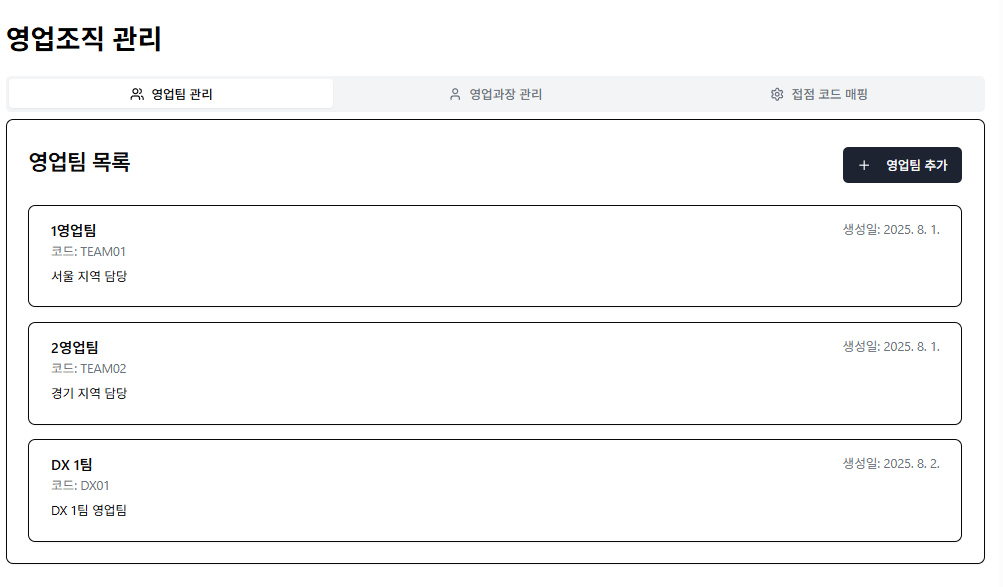 영업조직 관리
영업팀 관리
영업과장 관리
접점 코드 매핑
영업팀 목록
+ 영업팀 추가
1영업팀
생성일: 2025. 8. 1.
코드: TEAM01
서울 지역 담당
2영업팀
생성일: 2025. 8. 1.
코드: TEAM02
경기 지역 담당
DX 1팀
생성일: 2025. 8. 2.
코드: DX01
DX 1팀 영업팀